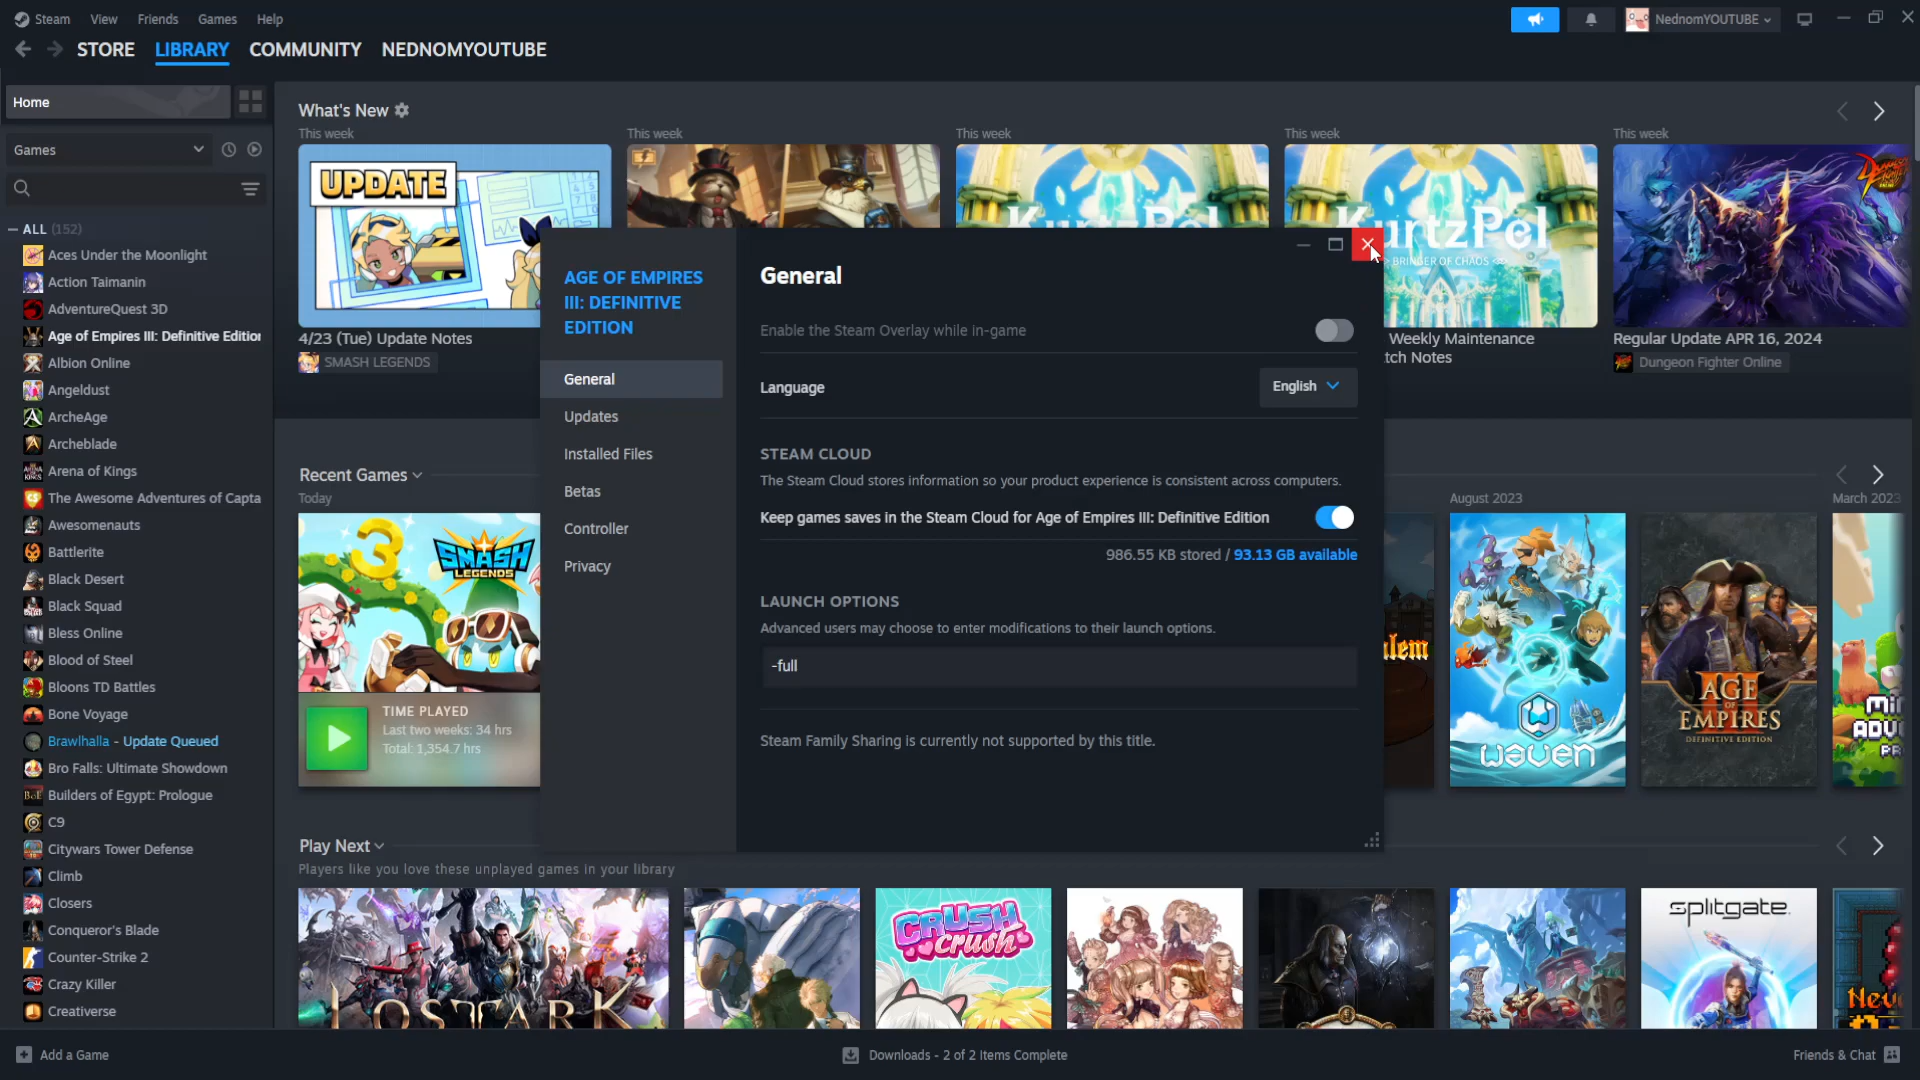 Steam View Friends Games Help
NednomYOUTUBE
STORE LIBRARY COMMUNITY NEDNOMYOUTUBE
Home
Games
ALL (152)
Aces Under the Moonlight
Action Taimanin
AdventureQuest 3D
Age of Empires III: Definitive Edition
Albion Online
Angeldust
ArcheAge
Archeblade
Arena of Kings
The Awesome Adventures of Capta
Awesomenauts
Battlerite
Black Desert
Black Squad
Bless Online
Blood of Steel
Bloons TD Battles
Bone Voyage
Brawlhalla - Update Queued
Bro Falls: Ultimate Showdown
Builders of Egypt: Prologue
C9
Citywars Tower Defense
Climb
Closers
Conqueror's Blade
Counter-Strike 2
Crazy Killer
Creativerse
What's New
This week
UPDATE
4/23 (Tue) Update Notes
SMASH LEGENDS
This week
This week
KurtzPel
This week
KurtzPel
BRINGER OF CHAOS
Weekly Maintenance
tch Notes
This week
Regular Update APR 16, 2024
Dungeon Fighter Online
AGE OF EMPIRES
III: DEFINITIVE
EDITION
General
Updates
Installed Files
Betas
Controller
Privacy
General
Enable the Steam Overlay while in-game
Language
English
STEAM CLOUD
The Steam Cloud stores information so your product experience is consistent across computers.
Keep games saves in the Steam Cloud for Age of Empires III: Definitive Edition
986.55 KB stored / 93.13 GB available
LAUNCH OPTIONS
Advanced users may choose to enter modifications to their launch options.
-full
Steam Family Sharing is currently not supported by this title.
Recent Games
Today
3
SMASH
LEGENDS
TIME PLAYED
Last two weeks: 34 hrs
Total: 1,354.7 hrs
lem
August 2023
waven
AGE
OF
EMPIRES
III
DEFINITIVE EDITION
March 2023
Play Next
Players like you love these unplayed games in your library
LOST ARK
CRUSH
crush
splitgate
Add a Game
Downloads - 2 of 2 Items Complete
Friends & Chat